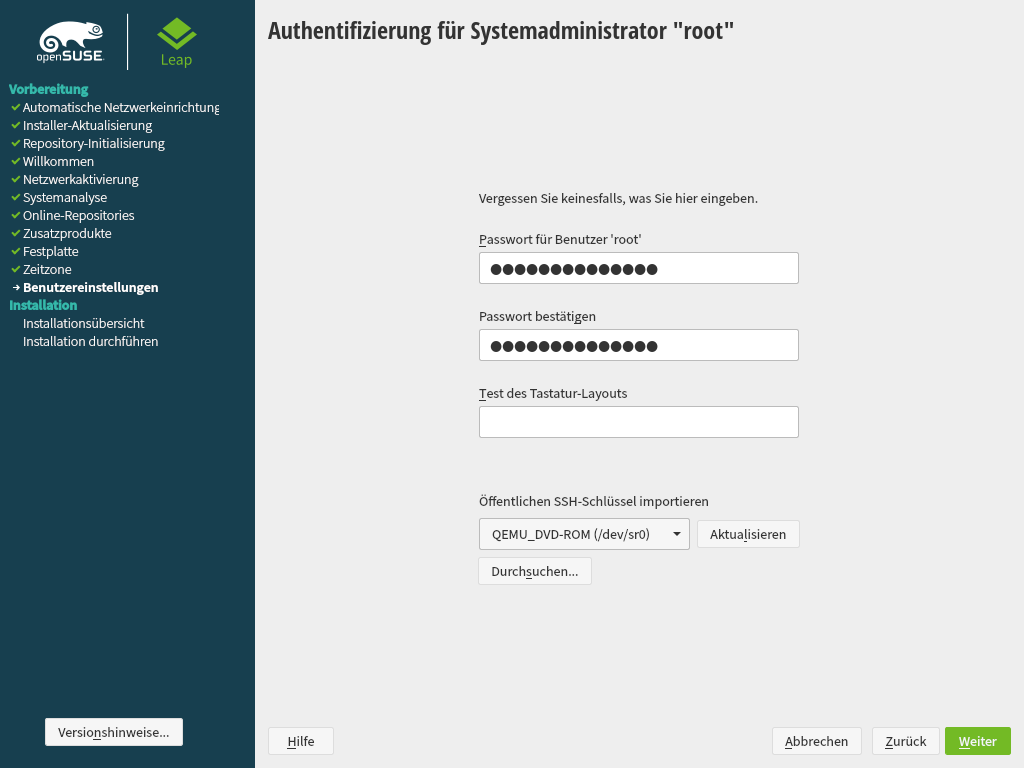 openSUSE
Leap
Vorbereitung
Automatische Netzwerkeinrichtung
Installer-Aktualisierung
Repository-Initialisierung
Willkommen
Netzwerkaktivierung
Systemanalyse
Online-Repositories
Zusatzprodukte
Festplatte
Zeitzone
Benutzereinstellungen
Installation
Installationsübersicht
Installation durchführen
Versionshinweise...
Authentifizierung für Systemadministrator "root"
Vergessen Sie keinesfalls, was Sie hier eingeben.
Passwort für Benutzer 'root'
●●●●●●●●●●●●●●
Passwort bestätigen
●●●●●●●●●●●●●●
Test des Tastatur-Layouts
Öffentlichen SSH-Schlüssel importieren
QEMU_DVD-ROM (/dev/sr0) Aktualisieren
Durchsuchen...
Hilfe Abbrechen Zurück Weiter